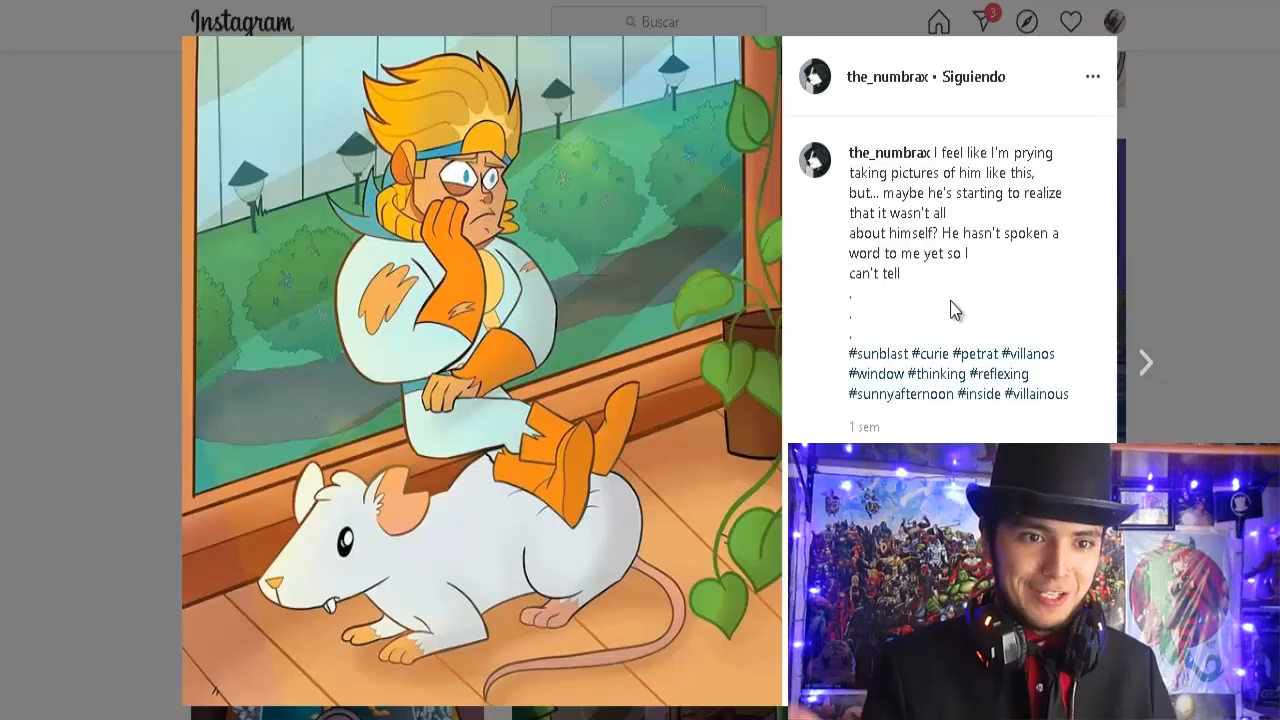 Instagram
Buscar
3
the_numbrax • Siguiendo
the_numbrax I feel like I'm prying
taking pictures of him like this,
but... maybe he's starting to realize
that it wasn't all
about himself? He hasn't spoken a
word to me yet so I
can't tell
.
.
.
#sunblast #curie #petrat #villanos
#window #thinking #reflexing
#sunnyafternoon #inside #villainous
1 sem